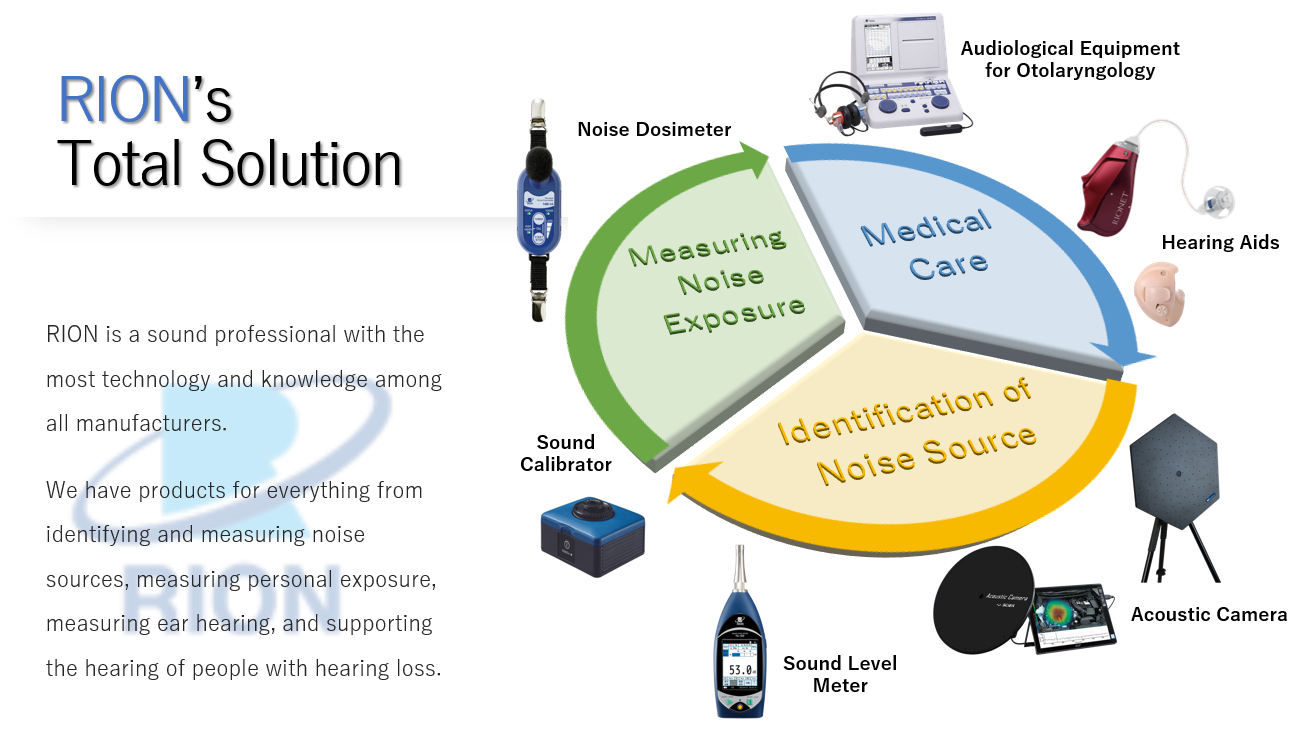 RION's
Total Solution
RION is a sound professional with the
most technology and knowledge among
all manufacturers.
We have products for everything from
identifying and measuring noise
sources, measuring personal exposure,
measuring ear hearing, and supporting
the hearing of people with hearing loss.
RION
Noise Dosimeter
Audiological Equipment
for Otolaryngology
Hearing Aids
RIONET
Measuring
Noise
Exposure
Medical
Care
Identification of
Noise Source
Sound
Calibrator
Sound Level
Meter
53.0
Acoustic Camera
Acoustic Camera